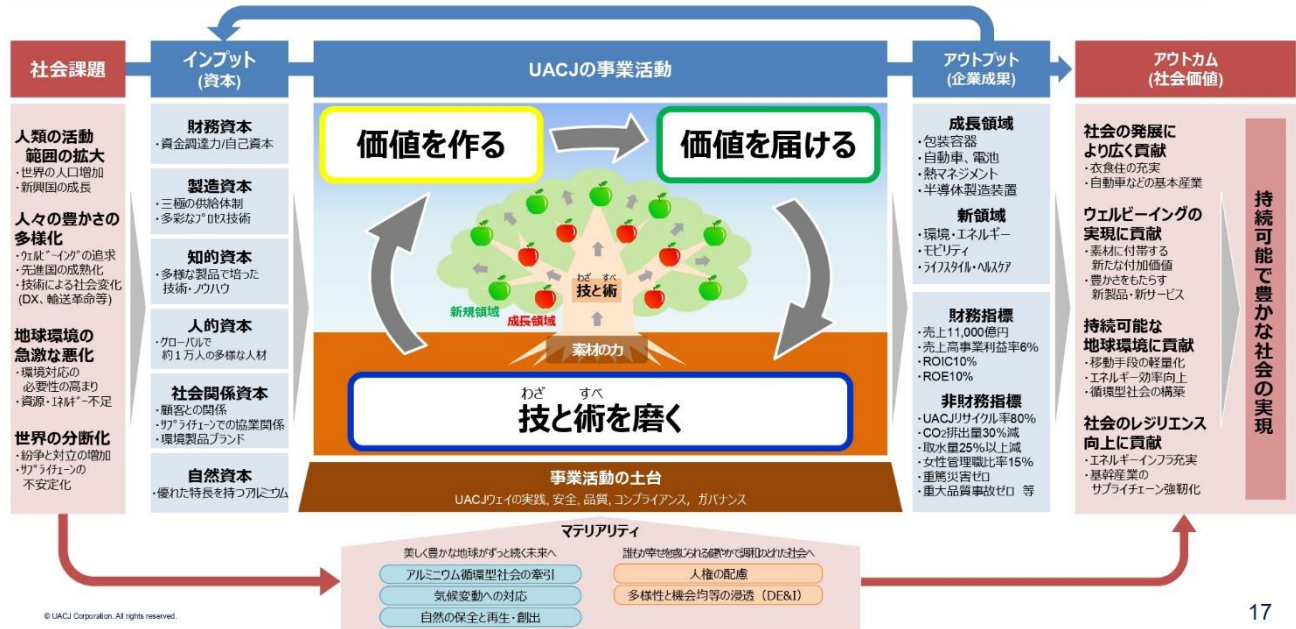 社会課題
人類の活動
範囲の拡大
・世界の人口増加
・新興国の成長
人々の豊かさの
多様化
・ウェルビーイングの追求
・先進国の成熟化
・技術による社会変化
(DX、輸送革命等)
地球環境の
急激な悪化
・環境対応の
必要性の高まり
・資源・エネルギー不足
世界の分断化
・紛争と対立の増加
・サプライチェーンの
不安定化
インプット
(資本)
財務資本
・資金調達力/自己資本
製造資本
・三極の供給体制
・多彩なプロセス技術
知的資本
・多様な製品で培った
技術・ノウハウ
人的資本
・グローバルで
約1万人の多様な人材
社会関係資本
・顧客との関係
・サプライチェーンでの協業関係
・環境製品ブランド
自然資本
・優れた特長を持つアルミニウム
UACJの事業活動
価値を作る
価値を届ける
わざ すべ
技と術
新規領域
成長領域
素材の力
わざ すべ
技と術を磨く
事業活動の土台
UACJウェイの実践, 安全, 品質, コンプライアンス, ガバナンス
アウトプット
(企業成果)
成長領域
・包装容器
・自動車、電池
・熱マネジメント
・半導体製造装置
新領域
・環境・エネルギー
・モビリティ
・ライフスタイル・ヘルスケア
財務指標
・売上11,000億円
・売上高事業利益率6%
・ROIC10%
・ROE10%
非財務指標
・UACJリサイクル率80%
・CO₂排出量30%減
・取水量25%以上減
・女性管理職比率15%
・重篤災害ゼロ
・重大品質事故ゼロ 等
アウトカム
(社会価値)
社会の発展に
より広く貢献
・衣食住の充実
・自動車などの基本産業
ウェルビーイングの
実現に貢献
・素材に付帯する
新たな付加価値
・豊かさをもたらす
新製品・新サービス
持続可能な
地球環境に貢献
・移動手段の軽量化
・エネルギー効率向上
・循環型社会の構築
社会のレジリエンス
向上に貢献
・エネルギーインフラ充実
・基幹産業の
サプライチェーン強靭化
持続可能で豊かな社会の実現
マテリアリティ
美しく豊かな地球がずっと続く未来へ
アルミニウム循環型社会の牽引
気候変動への対応
自然の保全と再生・創出
誰もが幸せを感じられる健やかで調和のとれた社会へ
人権の配慮
多様性と機会均等の浸透（DE&I）
© UACJ Corporation. All rights reserved.
17